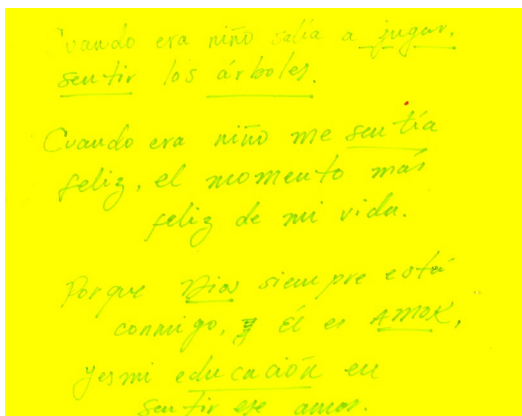 Cuando era niño salía a jugar,
sentir los árboles.
Cuando era niño me sentía
feliz, el momento más
feliz de mi vida.
Porque Dios siempre está
conmigo, y Él es AMOR,
y es mi educación en
sentir ese amor.